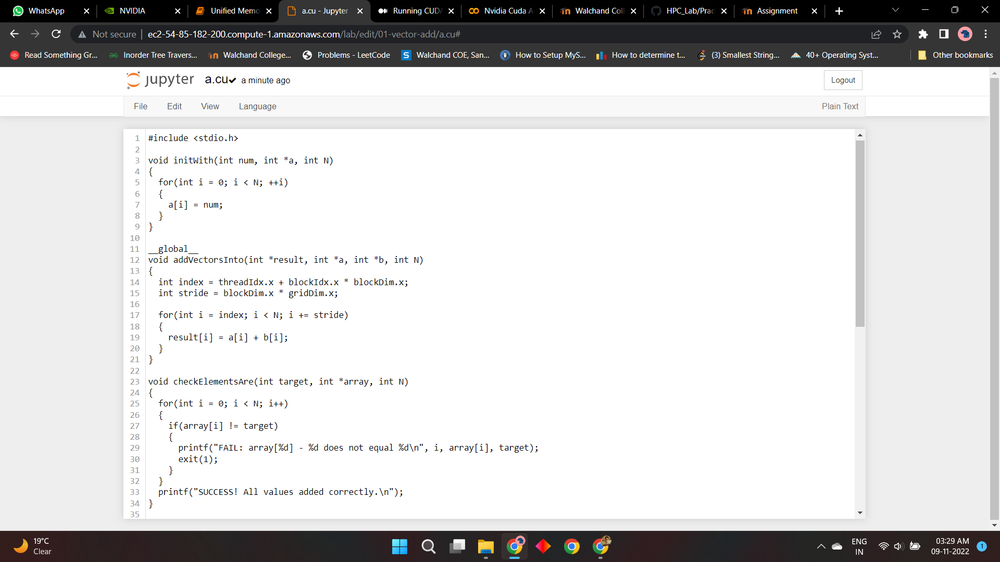 WhatsApp
NVIDIA
Unified Memo
a.cu - Jupyter
Running CUDA
Nvidia Cuda A
Walchand Coll
HPC_Lab/Prac
Assignment
Not secure
ec2-54-85-182-200.compute-1.amazonaws.com/lab/edit/01-vector-add/a.cu#
Read Something Gr...
Inorder Tree Travers...
Walchand College...
Problems - LeetCode
Walchand COE, San...
How to Setup MyS...
How to determine t...
(3) Smallest String...
40+ Operating Syst...
Other bookmarks
jupyter
a.cu
a minute ago
Logout
File
Edit
View
Language
Plain Text
1 #include <stdio.h>
2
3 void initWith(int num, int *a, int N)
4 {
5   for(int i = 0; i < N; ++i)
6   {
7     a[i] = num;
8   }
9 }
10
11 __global__
12 void addVectorsInto(int *result, int *a, int *b, int N)
13 {
14   int index = threadIdx.x + blockIdx.x * blockDim.x;
15   int stride = blockDim.x * gridDim.x;
16
17   for(int i = index; i < N; i += stride)
18   {
19     result[i] = a[i] + b[i];
20   }
21 }
22
23 void checkElementsAre(int target, int *array, int N)
24 {
25   for(int i = 0; i < N; i++)
26   {
27     if(array[i] != target)
28     {
29       printf("FAIL: array[%d] - %d does not equal %d\n", i, array[i], target);
30       exit(1);
31     }
32   }
33   printf("SUCCESS! All values added correctly.\n");
34 }
35
19°C
Clear
ENG
IN
03:29 AM
09-11-2022
1